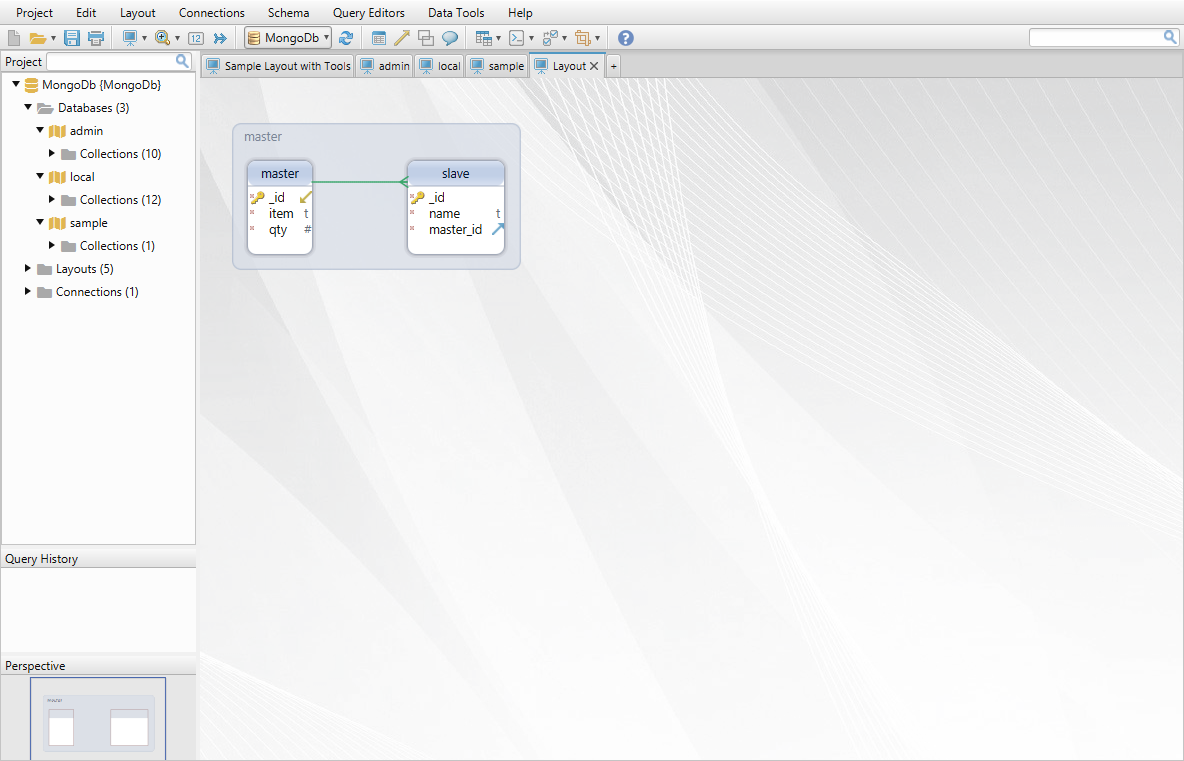 Project Edit Layout Connections Schema Query Editors Data Tools Help
12 MongoDb ?
Project
Sample Layout with Tools admin local sample Layout +
MongoDb {MongoDb}
Databases (3)
admin
Collections (10)
local
Collections (12)
sample
Collections (1)
Layouts (5)
Connections (1)
master
master
_id
item t
qty #
slave
_id
name t
master_id
Query History
Perspective
master